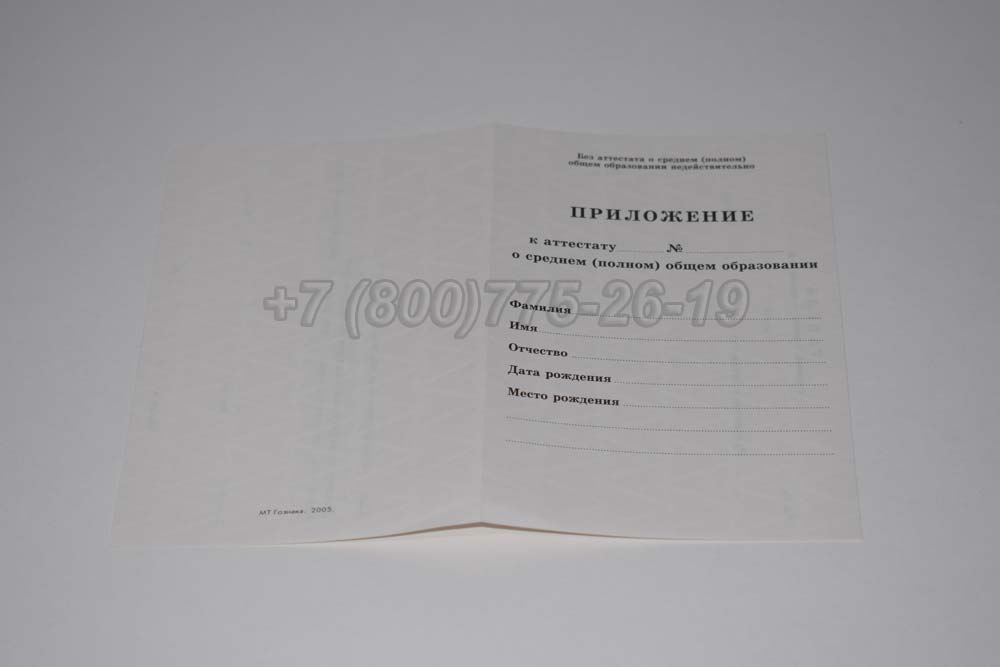 Без аттестата о среднем (полном)
общем образовании недействительно
ПРИЛОЖЕНИЕ
к аттестату № 
о среднем (полном) общем образовании
+7 (800)775-26-19
Фамилия
Имя
Отчество
Дата рождения
Место рождения
МТ Гознака. 2005.